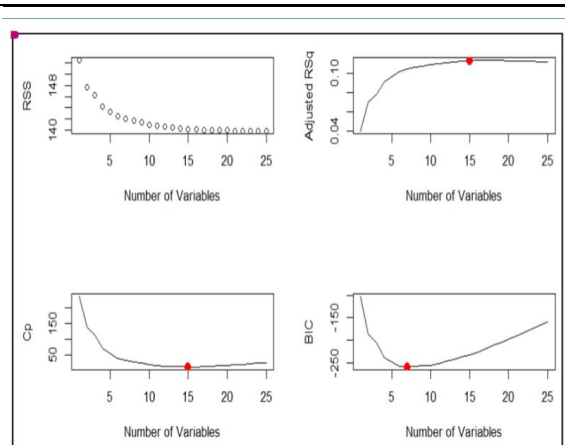 RSS
140
148
5 10 15 20 25
Number of Variables
Adjusted RSq
0.04
0.10
5 10 15 20 25
Number of Variables
Cp
50
150
5 10 15 20 25
Number of Variables
BIC
-250
-150
5 10 15 20 25
Number of Variables